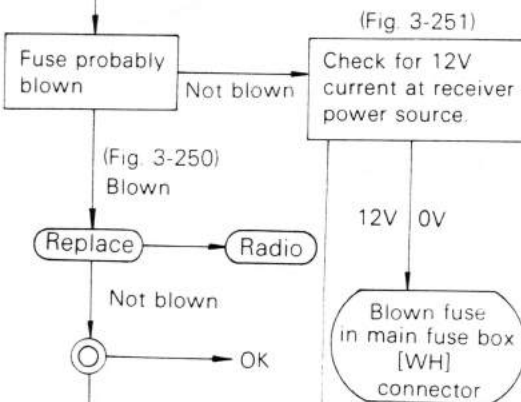 (Fig. 3-251)
Fuse probably
blown
Not blown
Check for 12V
current at receiver
power source.
(Fig. 3-250)
Blown
Replace
Radio
12V
0V
Not blown
OK
Blown fuse
in main fuse box
[WH]
connector